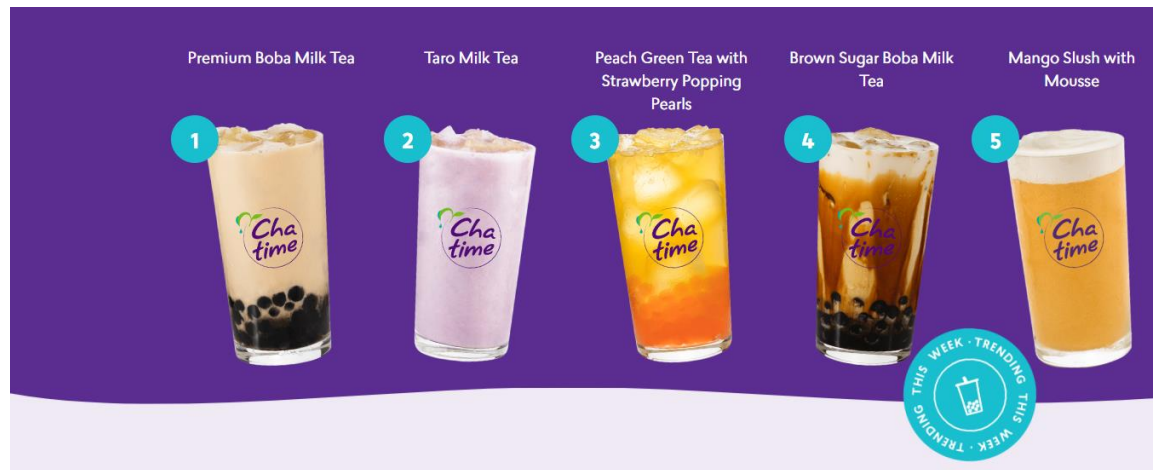 Premium Boba Milk Tea
Taro Milk Tea
Peach Green Tea with
Strawberry Popping
Pearls
Brown Sugar Boba Milk
Tea
Mango Slush with
Mousse
1
2
3
4
5
Cha
time
Cha
time
Cha
time
Cha
time
Cha
time
TRENDING THIS WEEK · TRENDING THIS WEEK ·